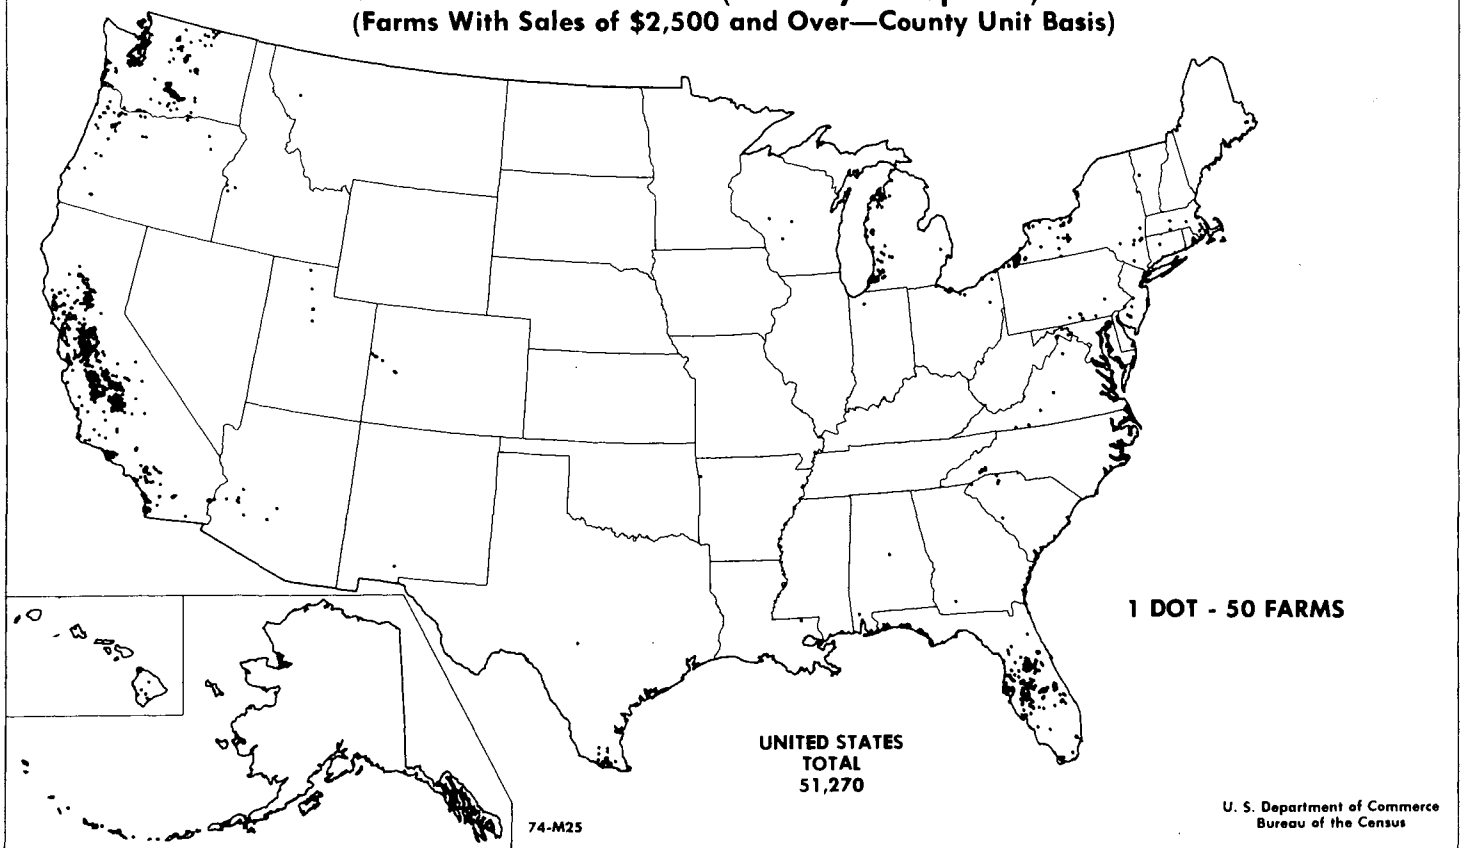 (Farms With Sales of $2,500 and Over—County Unit Basis)
1 DOT - 50 FARMS
UNITED STATES
TOTAL
51,270
74-M25
U. S. Department of Commerce
Bureau of the Census